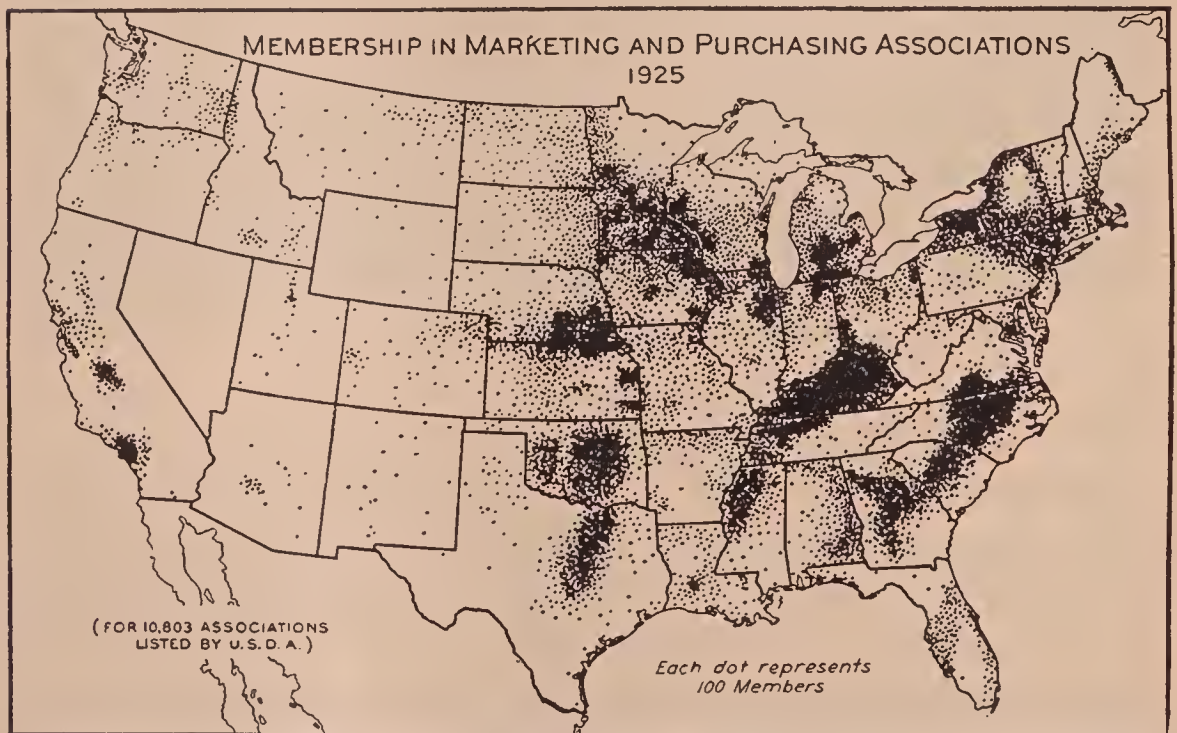 MEMBERSHIP IN MARKETING AND PURCHASING ASSOCIATIONS
1925
(FOR 10,803 ASSOCIATIONS
LISTED BY U.S.D.A.)
Each dot represents
100 Members